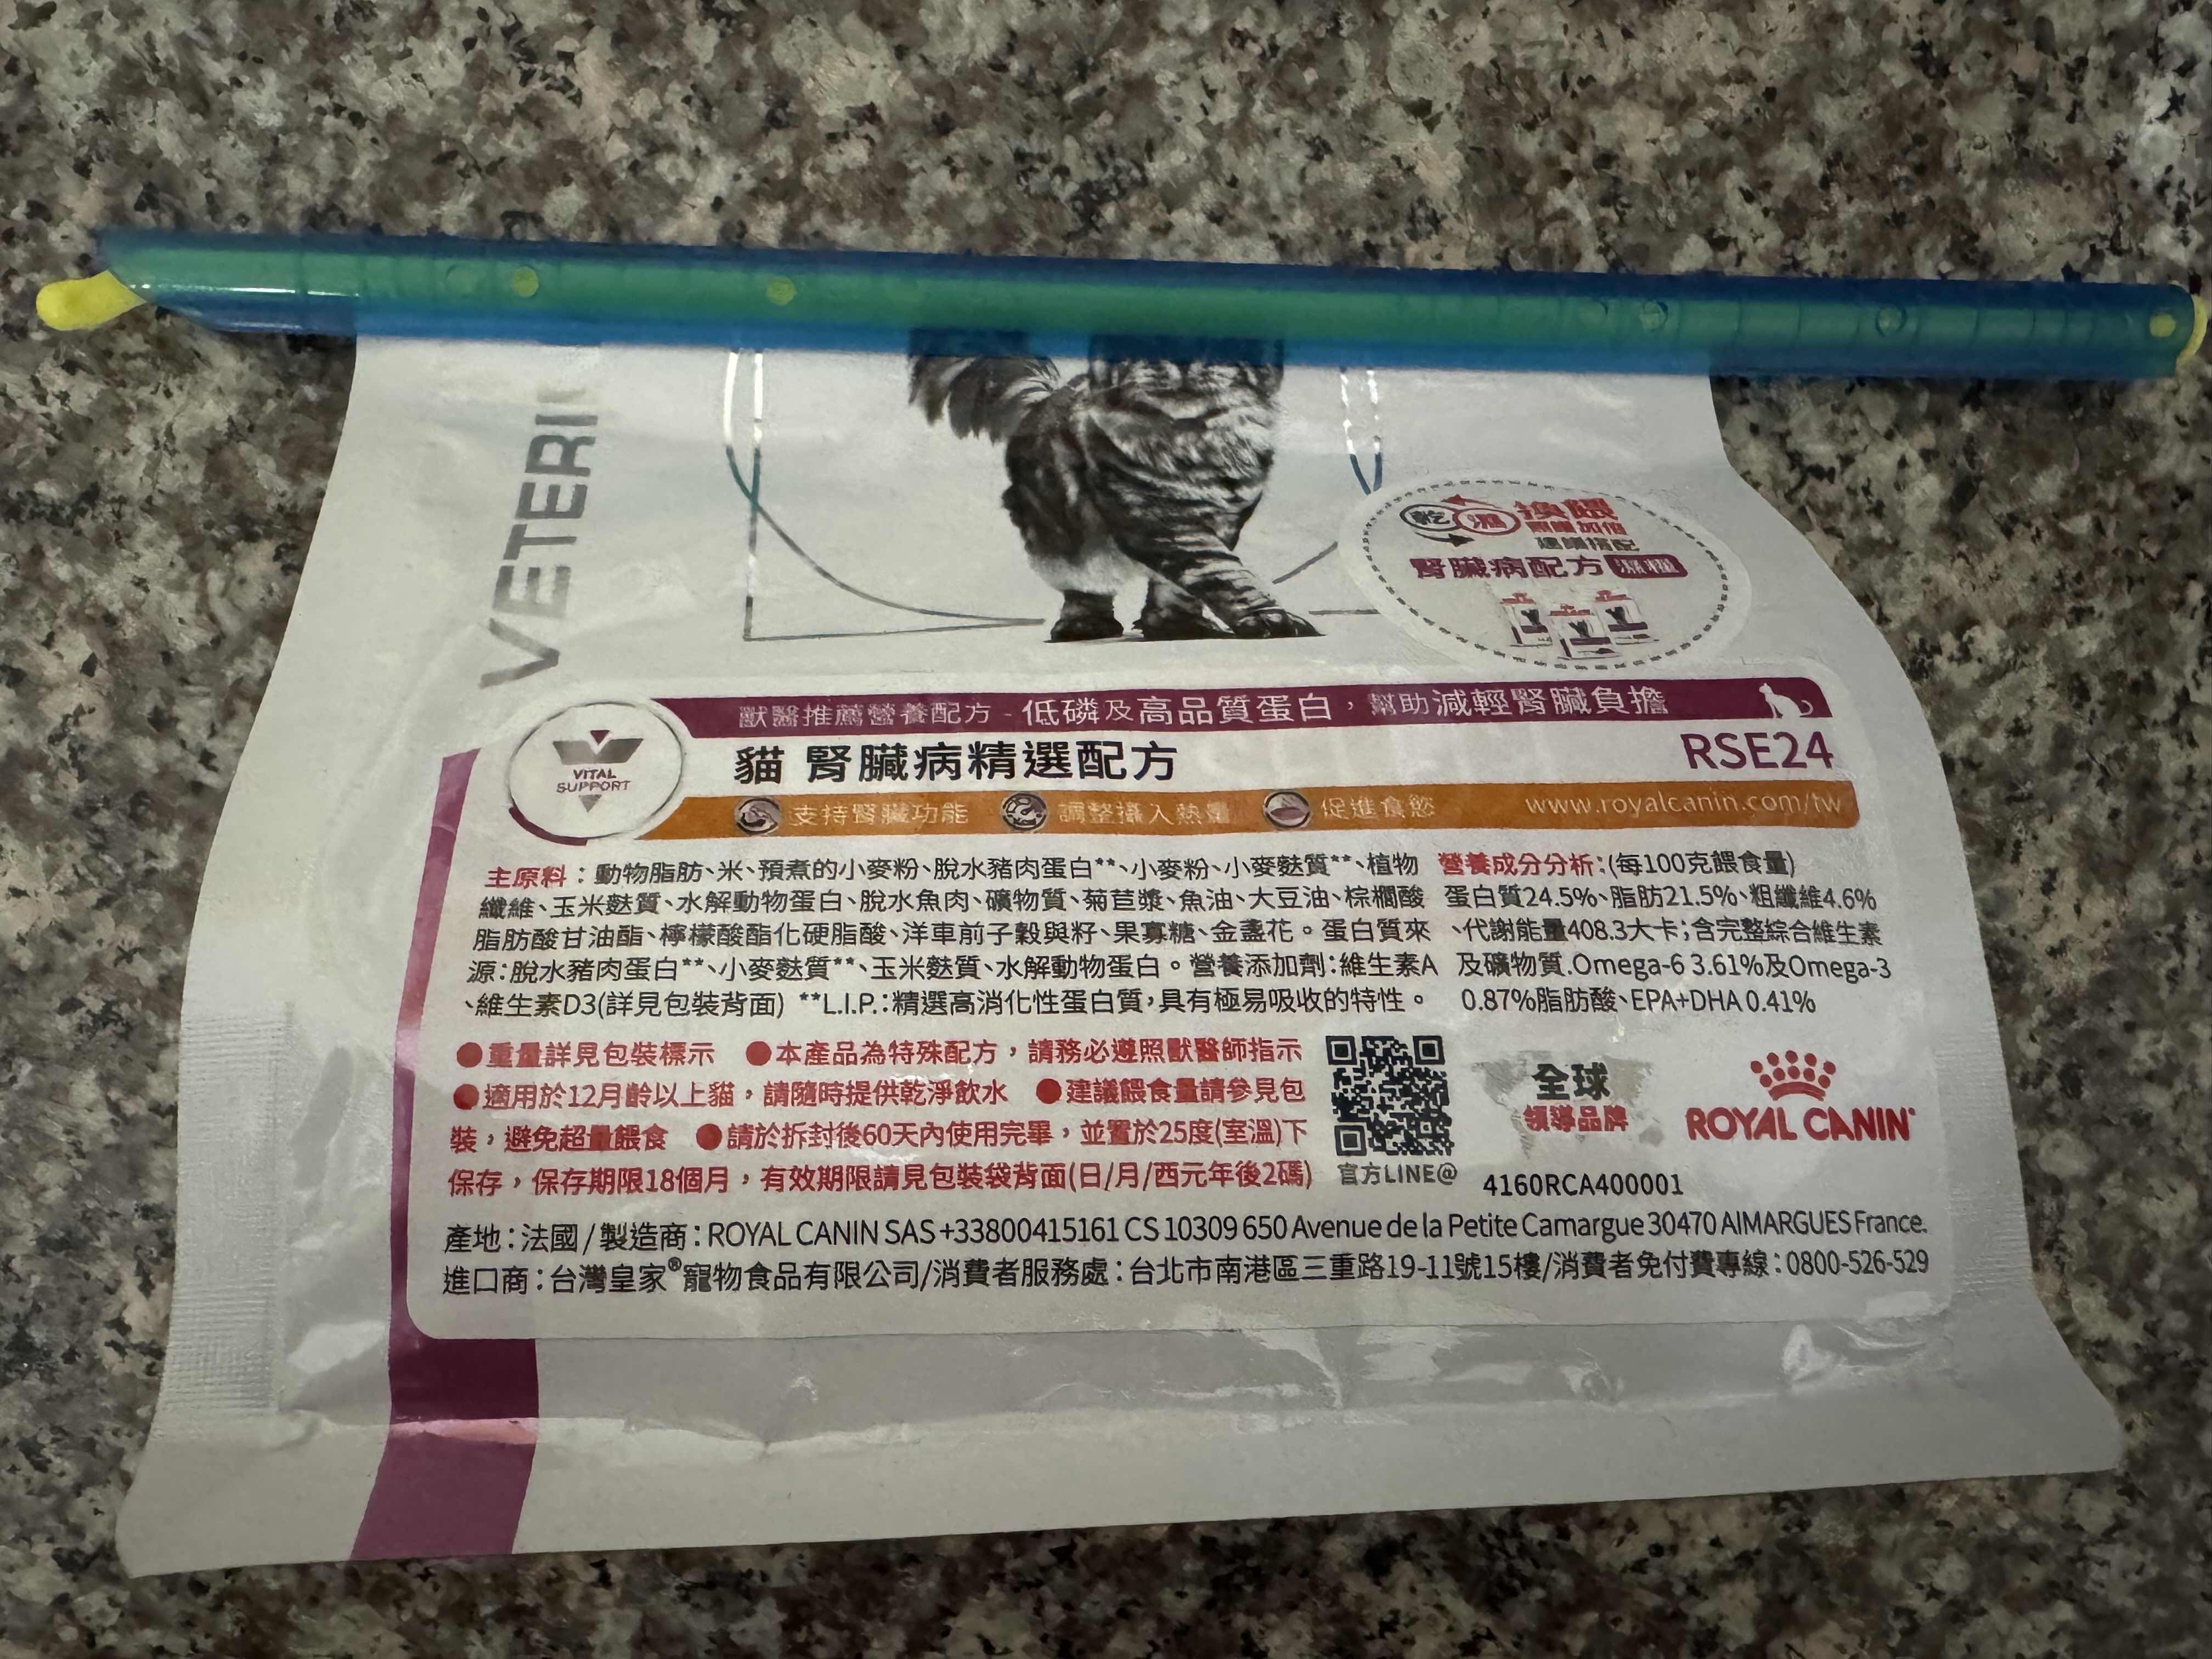 VETERI
乾 濕 換餵
照護加倍
建議搭配
腎臟病配方 濕糧
獸醫推薦營養配方 - 低磷及高品質蛋白，幫助減輕腎臟負擔
VITAL
SUPPORT
貓 腎臟病精選配方
RSE24
支持腎臟功能 調整攝入熱量 促進食慾 www.royalcanin.com/tw
主原料：動物脂肪、米、預煮的小麥粉、脫水豬肉蛋白**、小麥粉、小麥麩質**、植物
纖維、玉米麩質、水解動物蛋白、脫水魚肉、礦物質、菊苣漿、魚油、大豆油、棕櫚酸
脂肪酸甘油酯、檸檬酸酯化硬脂酸、洋車前子穀與籽、果寡糖、金盞花。蛋白質來
源：脫水豬肉蛋白**、小麥麩質**、玉米麩質、水解動物蛋白。營養添加劑：維生素A
、維生素D3(詳見包裝背面) **L.I.P.：精選高消化性蛋白質，具有極易吸收的特性。
營養成分分析：(每100克餵食量)
蛋白質24.5%、脂肪21.5%、粗纖維4.6%
、代謝能量408.3大卡；含完整綜合維生素
及礦物質.Omega-6 3.61%及Omega-3
0.87%脂肪酸、EPA+DHA 0.41%
●重量詳見包裝標示 ●本產品為特殊配方，請務必遵照獸醫師指示
●適用於12月齡以上貓，請隨時提供乾淨飲水 ●建議餵食量請參見包
裝，避免超量餵食 ●請於拆封後60天內使用完畢，並置於25度(室溫)下
保存，保存期限18個月，有效期限請見包裝袋背面(日/月/西元年後2碼)
官方LINE@
全球
領導品牌
ROYAL CANIN
4160RCA400001
產地：法國/製造商：ROYAL CANIN SAS +33800415161 CS 10309 650 Avenue de la Petite Camargue 30470 AIMARGUES France.
進口商：台灣皇家®寵物食品有限公司/消費者服務處：台北市南港區三重路19-11號15樓/消費者免付費專線：0800-526-529